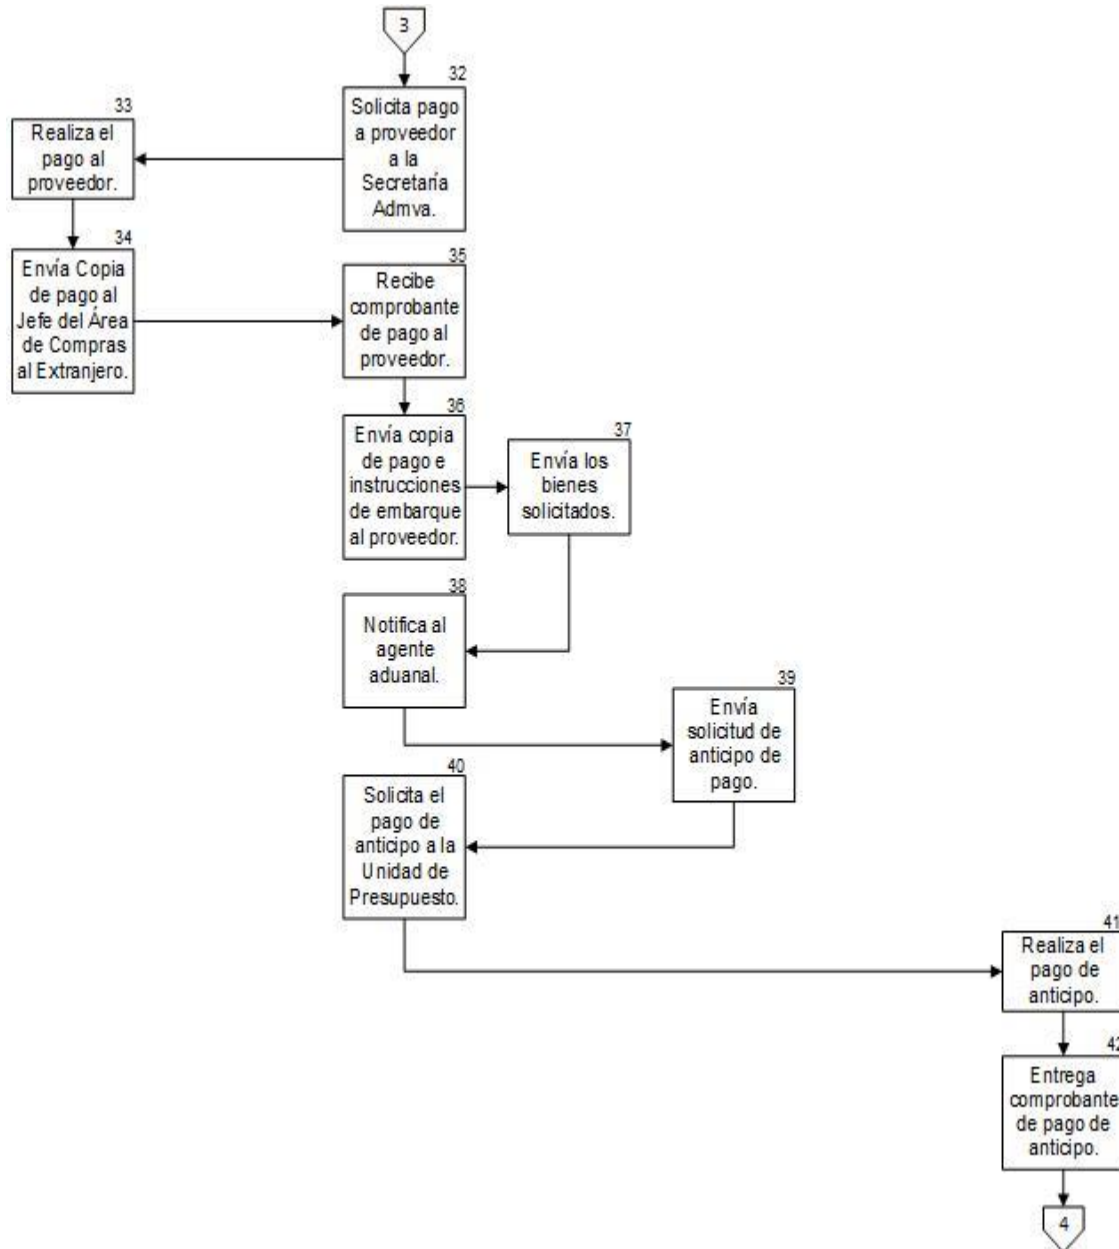 3
32
Solicita pago
a proveedor
a la
Secretaría
Admva.
33
Realiza el
pago al
proveedor.
34
Envía Copia
de pago al
Jefe del Área
de Compras
al Extranjero.
35
Recibe
comprobante
de pago al
proveedor.
36
Envía copia
de pago e
instrucciones
de embarque
al proveedor.
37
Envía los
bienes
solicitados.
38
Notifica al
agente
aduanal.
39
Envía
solicitud de
anticipo de
pago.
40
Solicita el
pago de
anticipo a la
Unidad de
Presupuesto.
41
Realiza el
pago de
anticipo.
42
Entrega
comprobante
de pago de
anticipo.
4